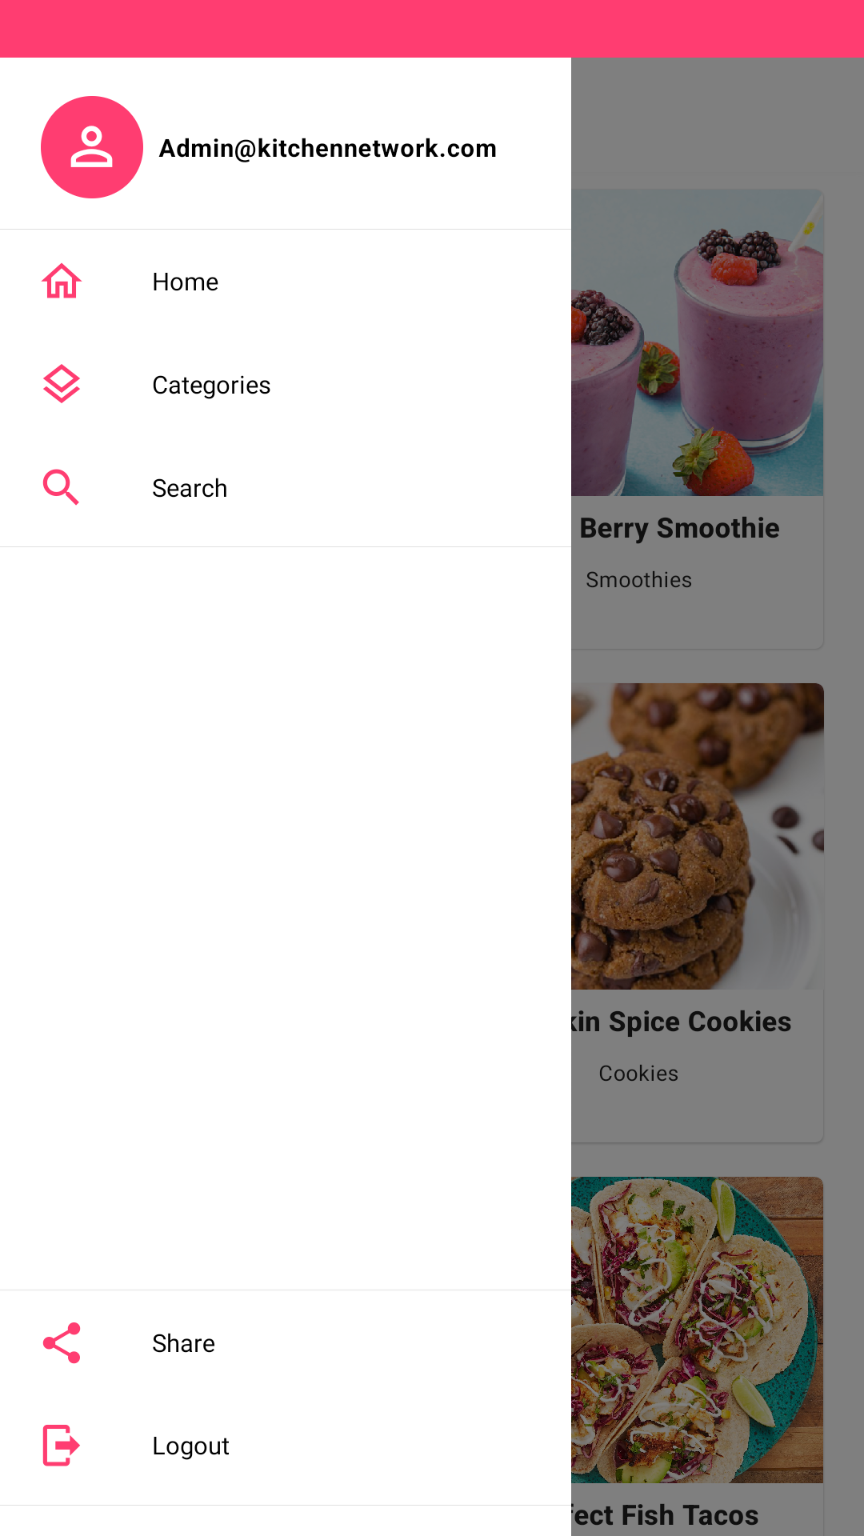 Admin@kitchennetwork.com
Home
Categories
Search
Share
Logout
Berry Smoothie
Smoothies
kin Spice Cookies
Cookies
fect Fish Tacos